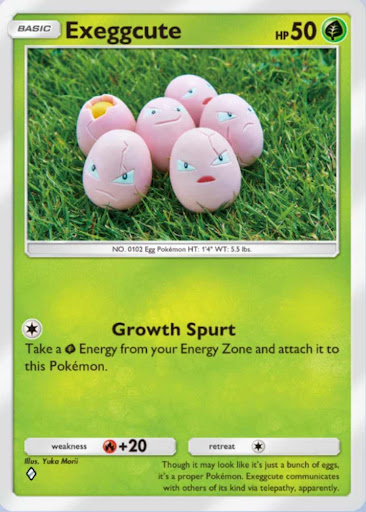 BASIC Exeggcute HP 50
NO. 0102 Egg Pokémon HT: 1'4" WT: 5.5 lbs.
Growth Spurt
Take a Energy from your Energy Zone and attach it to
this Pokémon.
weakness +20 retreat
Illus. Yuka Morii
Though it may look like it's just a bunch of eggs,
it's a proper Pokémon. Exeggcute communicates
with others of its kind via telepathy, apparently.